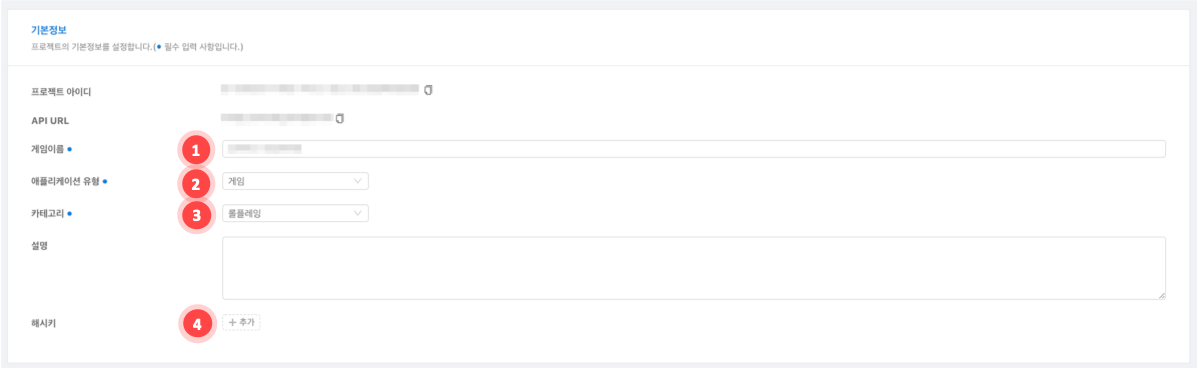 기본정보
프로젝트의 기본정보를 설정합니다.(● 필수 입력 사항입니다.)
프로젝트 아이디
API URL
게임이름 ● 1
애플리케이션 유형 ● 2 게임
카테고리 ● 3 롤플레잉
설명
해시키 4 + 추가